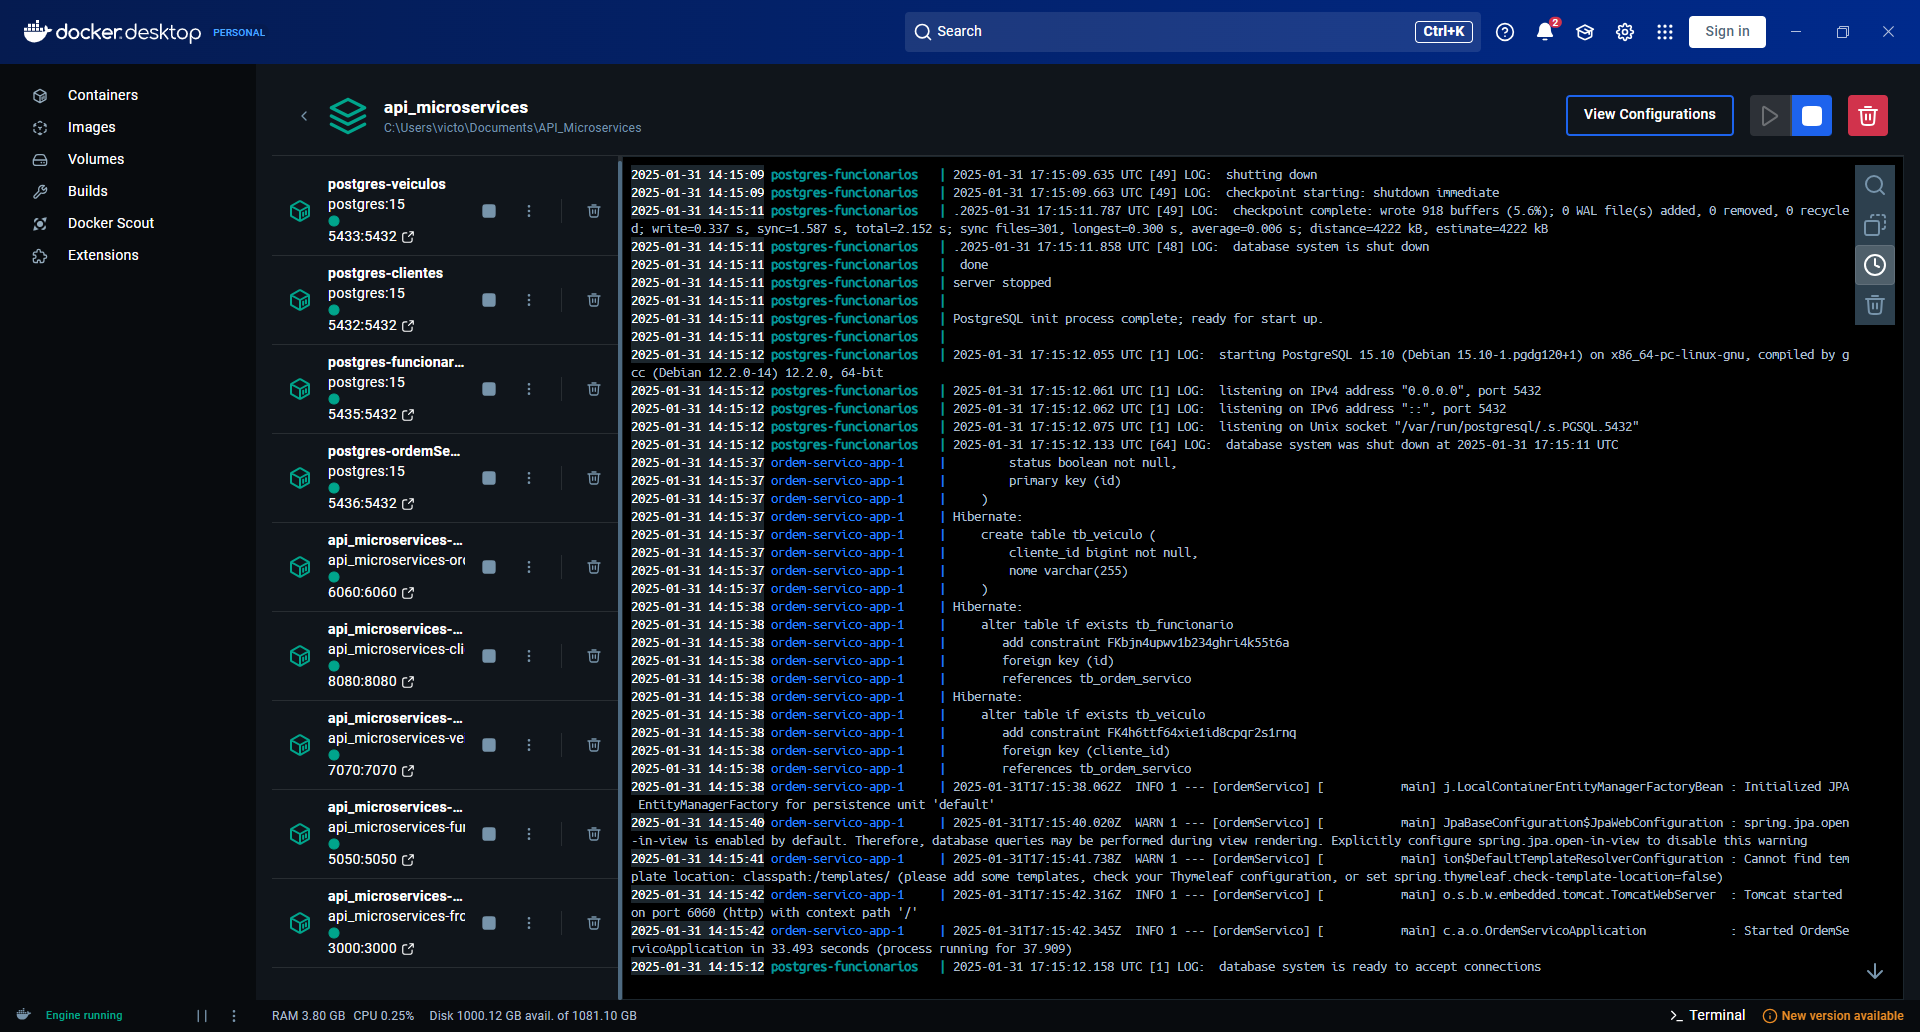 docker.desktop PERSONAL
Search
Ctrl+K
2
Sign in
Containers
Images
Volumes
Builds
Docker Scout
Extensions
api_microservices
C:\Users\victo\Documents\API_Microservices
View Configurations
postgres-veiculos
postgres:15
5433:5432
postgres-clientes
postgres:15
5432:5432
postgres-funcionar...
postgres:15
5435:5432
postgres-ordemSe...
postgres:15
5436:5432
api_microservices-...
api_microservices-ord
6060:6060
api_microservices-...
api_microservices-cli
8080:8080
api_microservices-...
api_microservices-ve
7070:7070
api_microservices-...
api_microservices-fun
5050:5050
api_microservices-...
api_microservices-fro
3000:3000
2025-01-31 14:15:09 postgres-funcionarios | 2025-01-31 17:15:09.635 UTC [49] LOG: shutting down
2025-01-31 14:15:09 postgres-funcionarios | 2025-01-31 17:15:09.663 UTC [49] LOG: checkpoint starting: shutdown immediate
2025-01-31 14:15:11 postgres-funcionarios | .2025-01-31 17:15:11.787 UTC [49] LOG: checkpoint complete: wrote 918 buffers (5.6%); 0 WAL file(s) added, 0 removed, 0 recycle
d; write=0.337 s, sync=1.587 s, total=2.152 s; sync files=301, longest=0.300 s, average=0.006 s; distance=4222 kB, estimate=4222 kB
2025-01-31 14:15:11 postgres-funcionarios | .2025-01-31 17:15:11.858 UTC [48] LOG: database system is shut down
2025-01-31 14:15:11 postgres-funcionarios | done
2025-01-31 14:15:11 postgres-funcionarios | server stopped
2025-01-31 14:15:11 postgres-funcionarios |
2025-01-31 14:15:11 postgres-funcionarios | PostgreSQL init process complete; ready for start up.
2025-01-31 14:15:11 postgres-funcionarios |
2025-01-31 14:15:12 postgres-funcionarios | 2025-01-31 17:15:12.055 UTC [1] LOG: starting PostgreSQL 15.10 (Debian 15.10-1.pgdg120+1) on x86_64-pc-linux-gnu, compiled by g
cc (Debian 12.2.0-14) 12.2.0, 64-bit
2025-01-31 14:15:12 postgres-funcionarios | 2025-01-31 17:15:12.061 UTC [1] LOG: listening on IPv4 address "0.0.0.0", port 5432
2025-01-31 14:15:12 postgres-funcionarios | 2025-01-31 17:15:12.062 UTC [1] LOG: listening on IPv6 address "::", port 5432
2025-01-31 14:15:12 postgres-funcionarios | 2025-01-31 17:15:12.075 UTC [1] LOG: listening on Unix socket "/var/run/postgresql/.s.PGSQL.5432"
2025-01-31 14:15:12 postgres-funcionarios | 2025-01-31 17:15:12.133 UTC [64] LOG: database system was shut down at 2025-01-31 17:15:11 UTC
2025-01-31 14:15:37 ordem-servico-app-1 | status boolean not null,
2025-01-31 14:15:37 ordem-servico-app-1 | primary key (id)
2025-01-31 14:15:37 ordem-servico-app-1 | )
2025-01-31 14:15:37 ordem-servico-app-1 | Hibernate:
2025-01-31 14:15:37 ordem-servico-app-1 | create table tb_veiculo (
2025-01-31 14:15:37 ordem-servico-app-1 | cliente_id bigint not null,
2025-01-31 14:15:37 ordem-servico-app-1 | nome varchar(255)
2025-01-31 14:15:37 ordem-servico-app-1 | )
2025-01-31 14:15:38 ordem-servico-app-1 | Hibernate:
2025-01-31 14:15:38 ordem-servico-app-1 | alter table if exists tb_funcionario
2025-01-31 14:15:38 ordem-servico-app-1 | add constraint FKbjn4upwv1b234ghri4k55t6a
2025-01-31 14:15:38 ordem-servico-app-1 | foreign key (id)
2025-01-31 14:15:38 ordem-servico-app-1 | references tb_ordem_servico
2025-01-31 14:15:38 ordem-servico-app-1 | Hibernate:
2025-01-31 14:15:38 ordem-servico-app-1 | alter table if exists tb_veiculo
2025-01-31 14:15:38 ordem-servico-app-1 | add constraint FK4h6ttf64xie1id8cpqr2s1rnq
2025-01-31 14:15:38 ordem-servico-app-1 | foreign key (cliente_id)
2025-01-31 14:15:38 ordem-servico-app-1 | references tb_ordem_servico
2025-01-31 14:15:38 ordem-servico-app-1 | 2025-01-31T17:15:38.062Z INFO 1 --- [ordemServico] [ main] j.LocalContainerEntityManagerFactoryBean : Initialized JPA
EntityManagerFactory for persistence unit 'default'
2025-01-31 14:15:40 ordem-servico-app-1 | 2025-01-31T17:15:40.020Z WARN 1 --- [ordemServico] [ main] JpaBaseConfiguration$JpaWebConfiguration : spring.jpa.open
-in-view is enabled by default. Therefore, database queries may be performed during view rendering. Explicitly configure spring.jpa.open-in-view to disable this warning
2025-01-31 14:15:41 ordem-servico-app-1 | 2025-01-31T17:15:41.738Z WARN 1 --- [ordemServico] [ main] ion$DefaultTemplateResolverConfiguration : Cannot find tem
plate location: classpath:/templates/ (please add some templates, check your Thymeleaf configuration, or set spring.thymeleaf.check-template-location=false)
2025-01-31 14:15:42 ordem-servico-app-1 | 2025-01-31T17:15:42.316Z INFO 1 --- [ordemServico] [ main] o.s.b.w.embedded.tomcat.TomcatWebServer : Tomcat started
on port 6060 (http) with context path '/'
2025-01-31 14:15:42 ordem-servico-app-1 | 2025-01-31T17:15:42.345Z INFO 1 --- [ordemServico] [ main] c.a.o.OrdemServicoApplication : Started OrdemSe
rvicoApplication in 33.493 seconds (process running for 37.909)
2025-01-31 14:15:12 postgres-funcionarios | 2025-01-31 17:15:12.158 UTC [1] LOG: database system is ready to accept connections
Engine running
RAM 3.80 GB CPU 0.25% Disk 1000.12 GB avail. of 1081.10 GB
Terminal
New version available